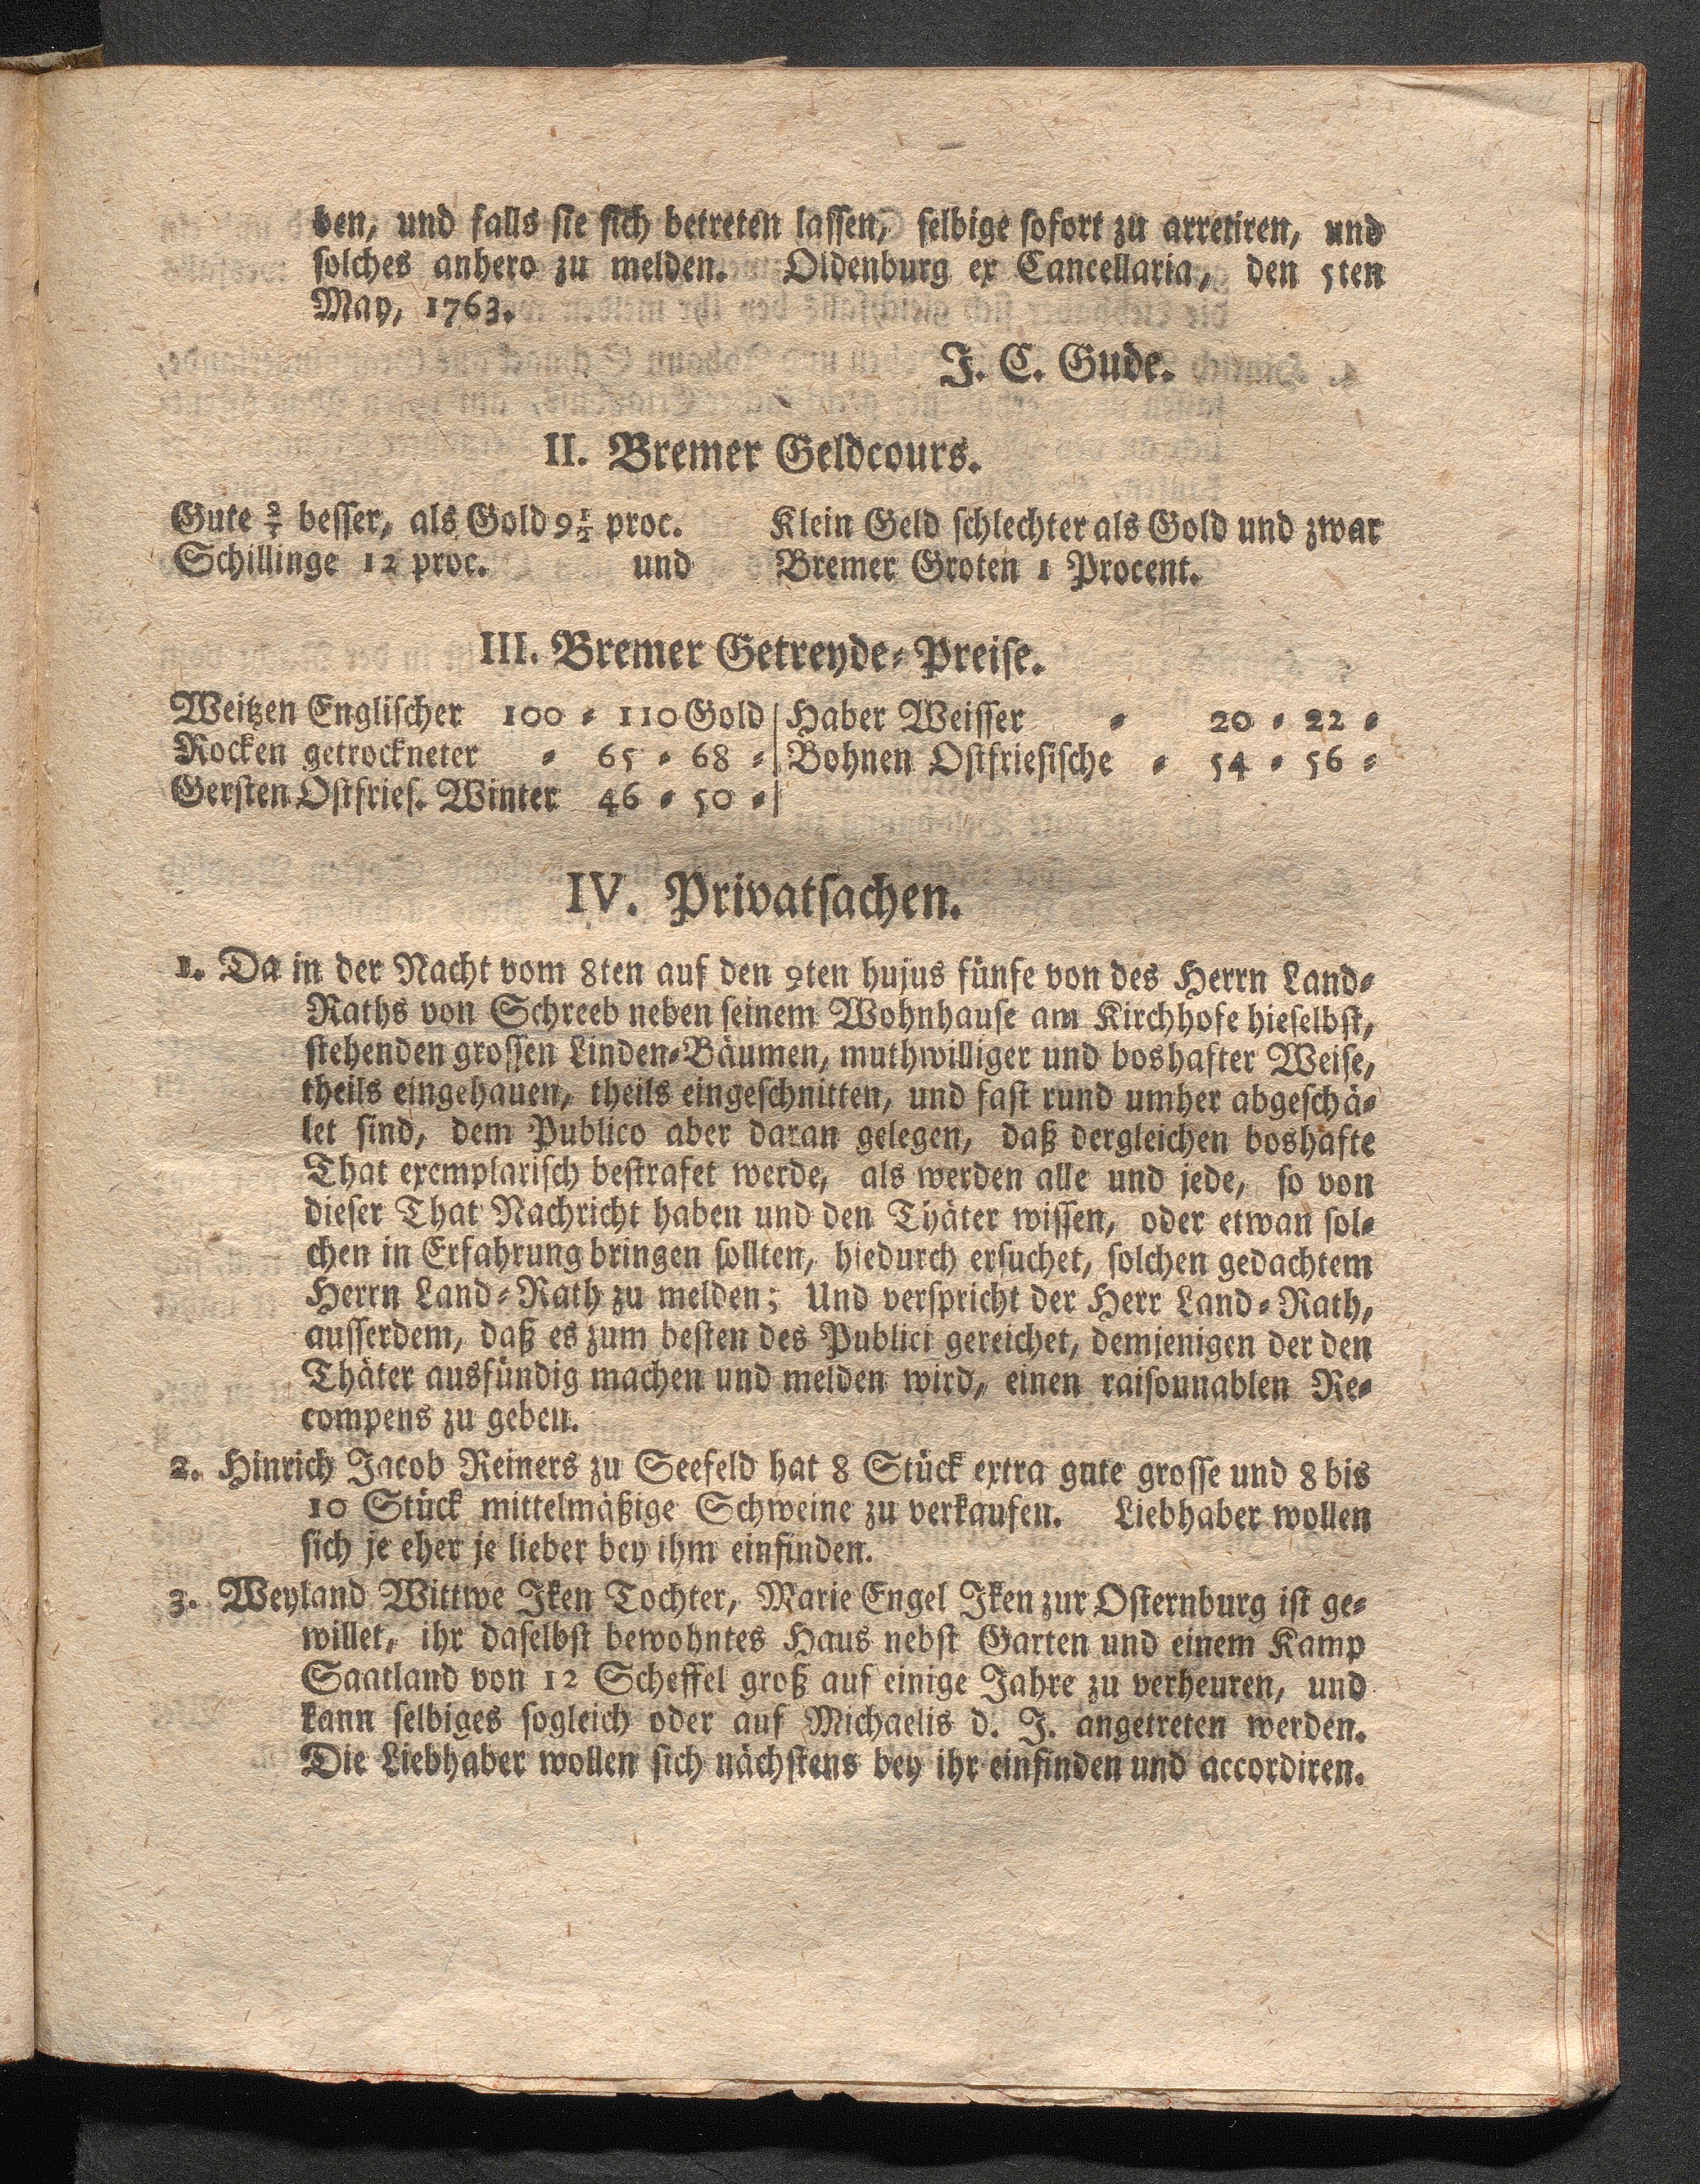 ben, und falls sie sich betreten lassen, selbige sofort zu arretiren, und
solches anhero zu melden. Oldenburg ex Cancellaria, den 5ten
May, 1763.
J. C. Gude.
II. Bremer Geldcours.
Gute ⅔ besser, als Gold 9½ proc. Klein Geld schlechter als Gold und zwar
Schillinge 12 proc. und Bremer Groten 1 Procent.
III. Bremer Getreyde-Preise.
Weitzen Englischer 100 - 110 Gold | Haber Weisser - 20 - 22 -
Rocken getrockneter - 65 - 68 - | Bohnen Ostfriesische - 54 - 56 -
Gersten Ostfries. Winter 46 - 50 - |
IV. Privatsachen.
1. Da in der Nacht vom 8ten auf den 9ten hujus fünfe von des Herrn Land-
Raths von Schreeb neben seinem Wohnhause am Kirchhofe hieselbst,
stehenden grossen Linden-Bäumen, muthwilliger und boshafter Weise,
theils eingehauen, theils eingeschnitten, und fast rund umher abgeschä-
let sind, dem Publico aber daran gelegen, daß dergleichen boshafte
That exemplarisch bestrafet werde, als werden alle und jede, so von
dieser That Nachricht haben und den Thäter wissen, oder etwan sol-
chen in Erfahrung bringen sollten, hiedurch ersuchet, solchen gedachtem
Herrn Land-Rath zu melden; Und verspricht der Herr Land-Rath,
ausserdem, daß es zum besten des Publici gereichet, demjenigen der den
Thäter ausfündig machen und melden wird, einen raisonnablen Re-
compens zu geben.
2. Hinrich Jacob Reiners zu Seefeld hat 8 Stück extra gute grosse und 8 bis
10 Stück mittelmäßige Schweine zu verkaufen. Liebhaber wollen
sich je eher je lieber bey ihm einfinden.
3. Weyland Wittwe Iken Tochter, Marie Engel Iken zur Osternburg ist ge-
willet, ihr daselbst bewohntes Haus nebst Garten und einem Kamp
Saatland von 12 Scheffel groß auf einige Jahre zu verheuren, und
kann selbiges sogleich oder auf Michaelis d. J. angetreten werden.
Die Liebhaber wollen sich nächstens bey ihr einfinden und accordiren.